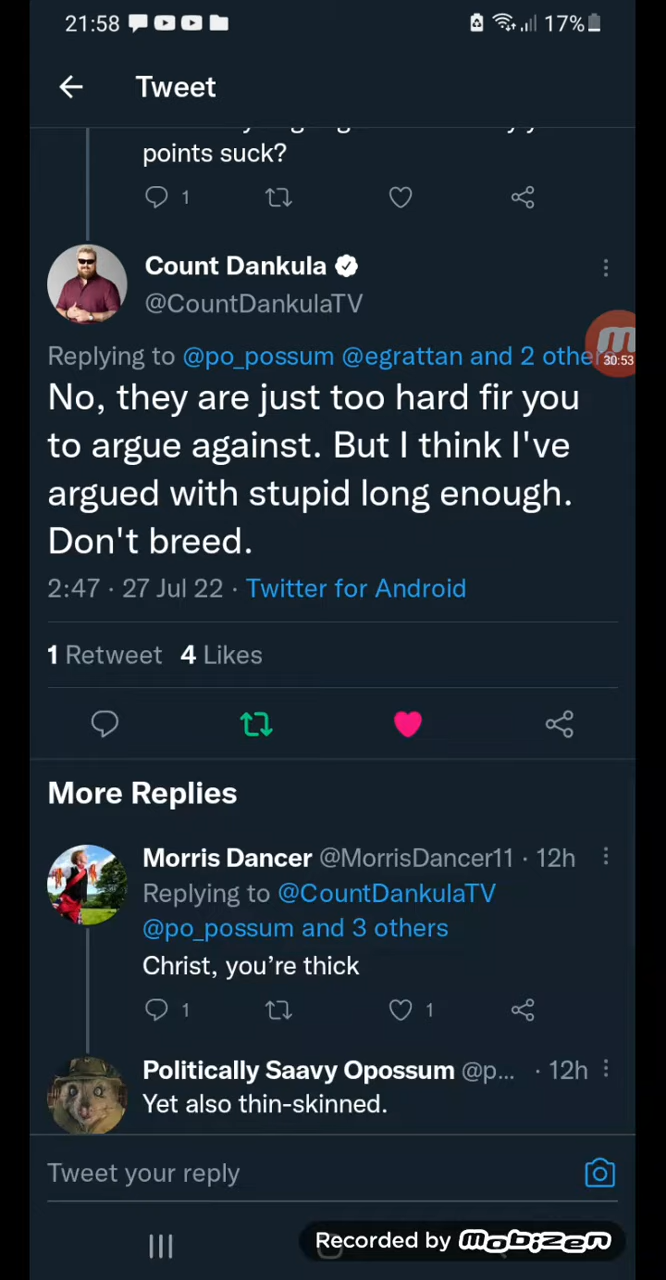 21:58
17%
Tweet
points suck?
1
Count Dankula
@CountDankulaTV
Replying to @po_possum @egrattan and 2 othe
30:53
No, they are just too hard fir you
to argue against. But I think I've
argued with stupid long enough.
Don't breed.
2:47 · 27 Jul 22 · Twitter for Android
1 Retweet 4 Likes
More Replies
Morris Dancer @MorrisDancer11 · 12h
Replying to @CountDankulaTV
@po_possum and 3 others
Christ, you’re thick
1 1
Politically Saavy Opossum @p... · 12h
Yet also thin-skinned.
Tweet your reply
Recorded by mobizen